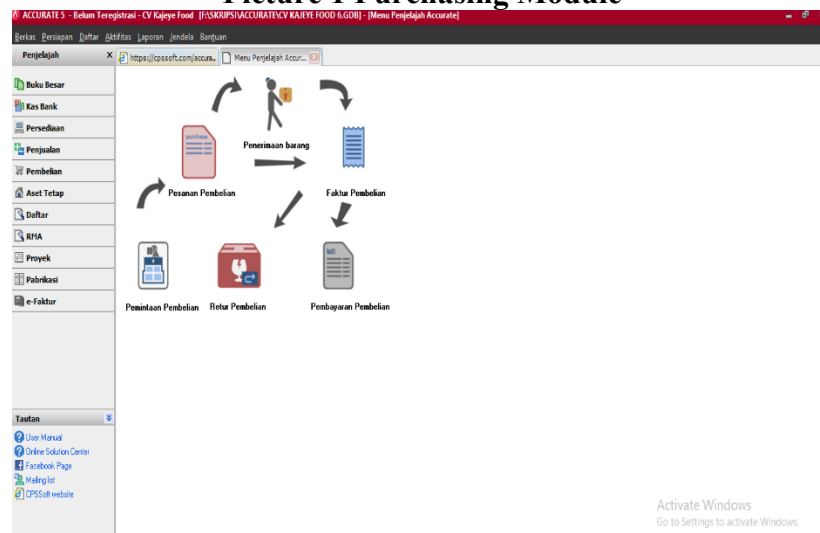 Picture 1 Purchasing Module
ACCURATE 5 - Belum Teregistrasi - CV Kajeye Food [F:\SKRIPSI\ACCURATE\CV KAJEYE FOOD 6.GDB] - [Menu Penjelajah Accurate]
Berkas Persiapan Daftar Aktifitas Laporan Jendela Bantuan
Penjelajah X
https://cpssoft.com/accura.. Menu Penjelajah Accur...
Buku Besar
Kas Bank
Persediaan
Penjualan
Pembelian
Aset Tetap
Daftar
RMA
Proyek
Pabrikasi
e-Faktur
purchase
Penerimaan barang
Pesanan Pembelian
Faktur Pembelian
bill
Pemintaan Pembelian
Retur Pembelian
Pembayaran Pembelian
Tautan
User Manual
Online Solution Center
Facebook Page
Mailing list
CPSSoft website
Activate Windows
Go to Settings to activate Windows.